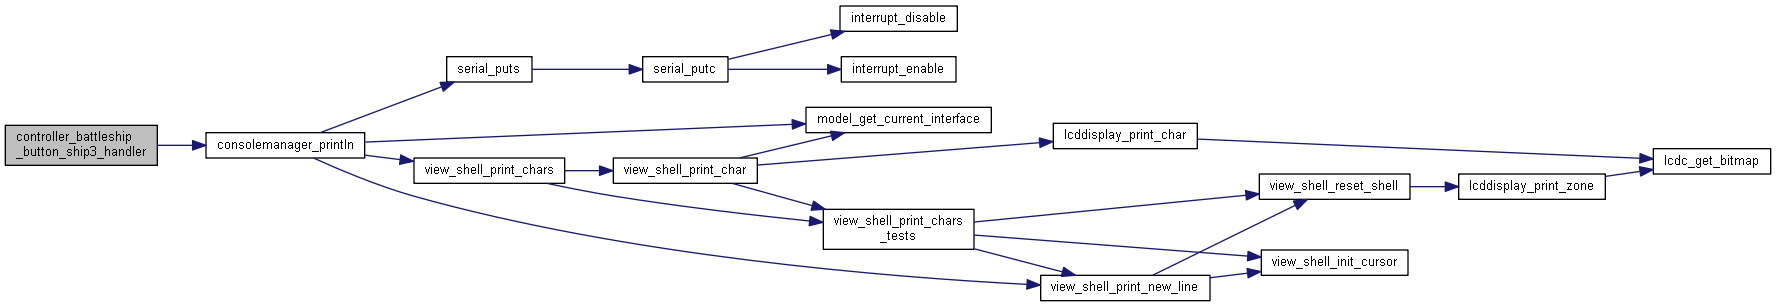 controller_battleship
_button_ship3_handler
consolemanager_println
serial_puts
serial_putc
interrupt_disable
interrupt_enable
model_get_current_interface
view_shell_print_chars
view_shell_print_char
lcddisplay_print_char
view_shell_print_chars
_tests
view_shell_print_new_line
view_shell_reset_shell
view_shell_init_cursor
lcddisplay_print_zone
lcdc_get_bitmap